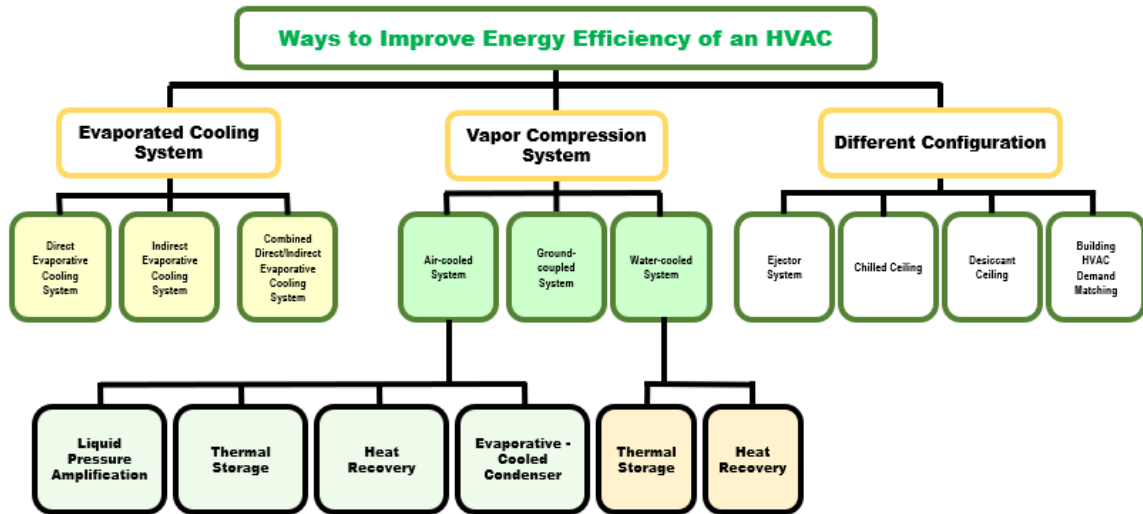 Ways to Improve Energy Efficiency of an HVAC
Evaporated Cooling
System
Vapor Compression
System
Different Configuration
Direct
Evaporative
Cooling
System
Indirect
Evaporative
Cooling
System
Combined
Direct/Indirect
Evaporative
Cooling
System
Air-cooled
System
Ground-
coupled
System
Water-cooled
System
Ejector
System
Chilled Ceiling
Desiccant
Ceiling
Building
HVAC
Demand
Matching
Liquid
Pressure
Amplification
Thermal
Storage
Heat
Recovery
Evaporative -
Cooled
Condenser
Thermal
Storage
Heat
Recovery